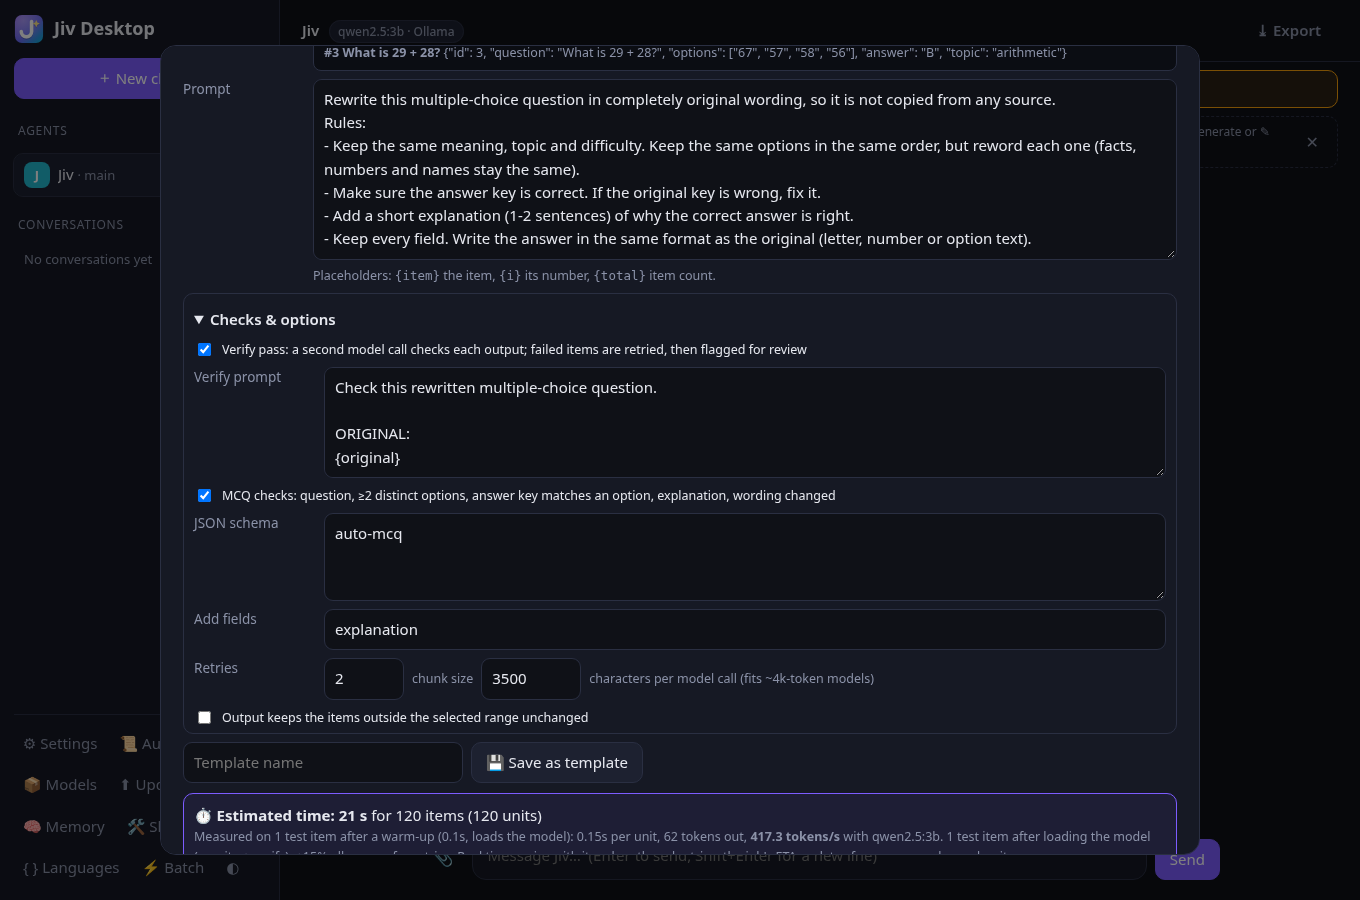 Jiv Desktop
Jiv
qwen2.5:3b · Ollama
⤓ Export
+ New c
AGENTS
J Jiv · main
CONVERSATIONS
No conversations yet
enerate or ✎
✕
#3 What is 29 + 28? {"id": 3, "question": "What is 29 + 28?", "options": ["67", "57", "58", "56"], "answer": "B", "topic": "arithmetic"}
Prompt
Rewrite this multiple-choice question in completely original wording, so it is not copied from any source.
Rules:
- Keep the same meaning, topic and difficulty. Keep the same options in the same order, but reword each one (facts,
numbers and names stay the same).
- Make sure the answer key is correct. If the original key is wrong, fix it.
- Add a short explanation (1-2 sentences) of why the correct answer is right.
- Keep every field. Write the answer in the same format as the original (letter, number or option text).
Placeholders: {item} the item, {i} its number, {total} item count.
▼ Checks & options
Verify pass: a second model call checks each output; failed items are retried, then flagged for review
Verify prompt
Check this rewritten multiple-choice question.
ORIGINAL:
{original}
MCQ checks: question, ≥2 distinct options, answer key matches an option, explanation, wording changed
JSON schema
auto-mcq
Add fields
explanation
Retries
2 chunk size 3500 characters per model call (fits ~4k-token models)
Output keeps the items outside the selected range unchanged
Template name
💾 Save as template
⏱ Estimated time: 21 s for 120 items (120 units)
Measured on 1 test item after a warm-up (0.1s, loads the model): 0.15s per unit, 62 tokens out, 417.3 tokens/s with qwen2.5:3b. 1 test item after loading the model
⚙ Settings
📜 Au
📦 Models
⬆ Up
🧠 Memory
🛠 S
{ } Languages
⚡ Batch
Message Jiv... (Enter to send, Shift+Enter for a new line)
Send